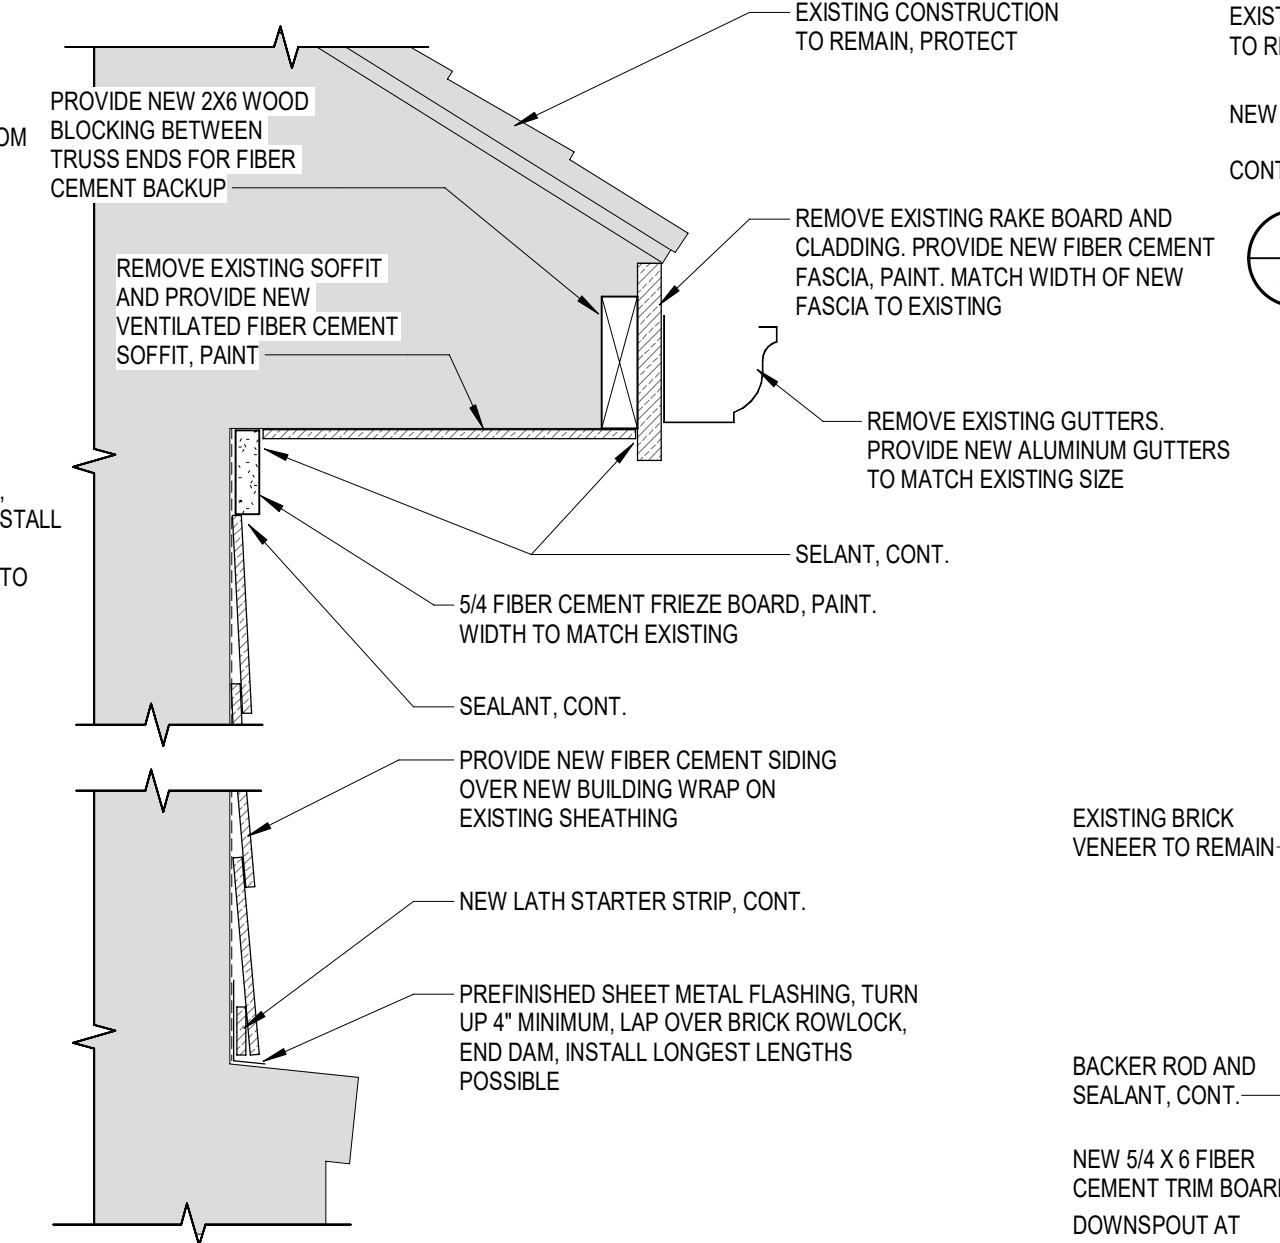 EXISTING CONSTRUCTION
TO REMAIN, PROTECT
PROVIDE NEW 2X6 WOOD
BLOCKING BETWEEN
TRUSS ENDS FOR FIBER
CEMENT BACKUP
REMOVE EXISTING SOFFIT
AND PROVIDE NEW
VENTILATED FIBER CEMENT
SOFFIT, PAINT
REMOVE EXISTING RAKE BOARD AND
CLADDING. PROVIDE NEW FIBER CEMENT
FASCIA, PAINT. MATCH WIDTH OF NEW
FASCIA TO EXISTING
REMOVE EXISTING GUTTERS.
PROVIDE NEW ALUMINUM GUTTERS
TO MATCH EXISTING SIZE
SELANT, CONT.
5/4 FIBER CEMENT FRIEZE BOARD, PAINT.
WIDTH TO MATCH EXISTING
SEALANT, CONT.
PROVIDE NEW FIBER CEMENT SIDING
OVER NEW BUILDING WRAP ON
EXISTING SHEATHING
NEW LATH STARTER STRIP, CONT.
PREFINISHED SHEET METAL FLASHING, TURN
UP 4" MINIMUM, LAP OVER BRICK ROWLOCK,
END DAM, INSTALL LONGEST LENGTHS
POSSIBLE
TO
NEW
EXISTING BRICK
VENEER TO REMAIN
BACKER ROD AND
SEALANT, CONT.
NEW 5/4 X 6 FIBER
CEMENT TRIM BOARD
DOWNSPOUT AT